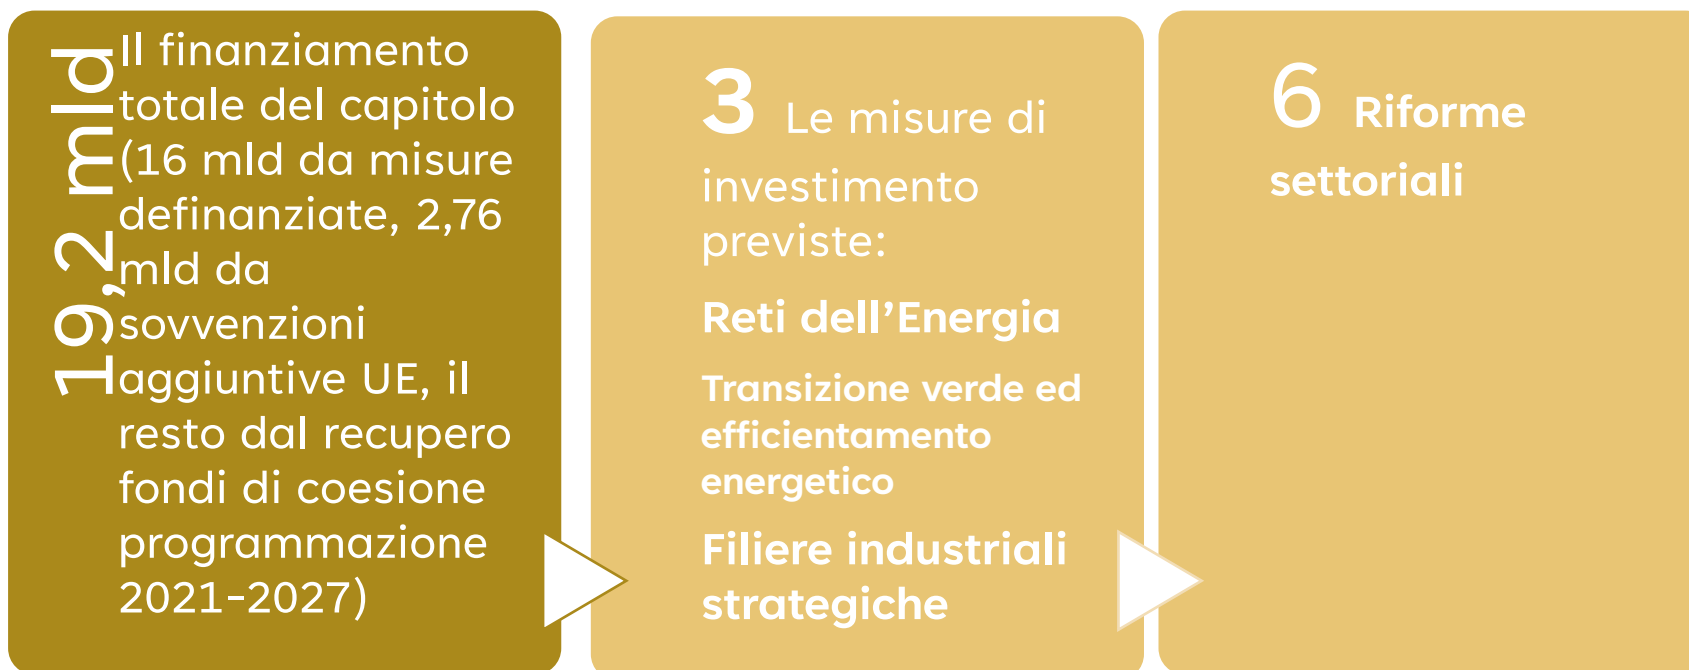 19,2 mld
Il finanziamento
totale del capitolo
(16 mld da misure
definanziate, 2,76
mld da
sovvenzioni
aggiuntive UE, il
resto dal recupero
fondi di coesione
programmazione
2021-2027)
3 Le misure di
investimento
previste:
Reti dell’Energia
Transizione verde ed
efficientamento
energetico
Filiere industriali
strategiche
6 Riforme
settoriali